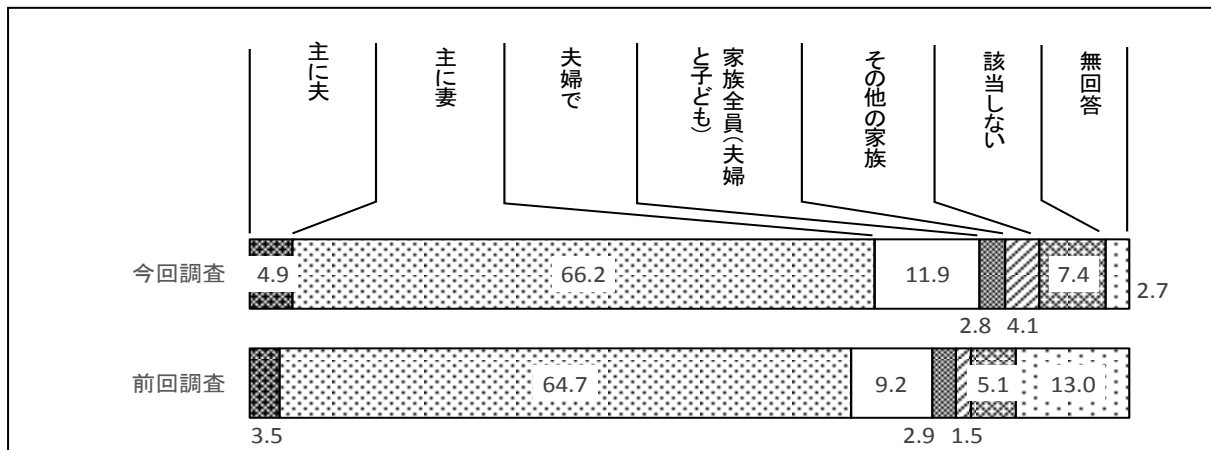 主に夫
主に妻
夫婦で
家族全員（夫婦
と子ども）
その他の家族
該当しない
無回答
今回調査
4.9
66.2
11.9
2.8
4.1
7.4
2.7
前回調査
3.5
64.7
9.2
2.9
1.5
5.1
13.0